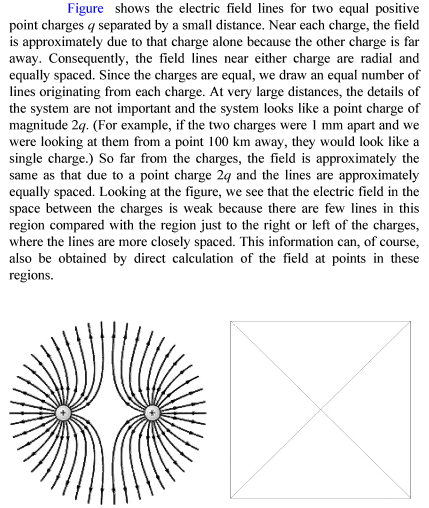 Figure shows the electric field lines for two equal positive
point charges q separated by a small distance. Near each charge, the field
is approximately due to that charge alone because the other charge is far
away. Consequently, the field lines near either charge are radial and
equally spaced. Since the charges are equal, we draw an equal number of
lines originating from each charge. At very large distances, the details of
the system are not important and the system looks like a point charge of
magnitude 2q. (For example, if the two charges were 1 mm apart and we
were looking at them from a point 100 km away, they would look like a
single charge.) So far from the charges, the field is approximately the
same as that due to a point charge 2q and the lines are approximately
equally spaced. Looking at the figure, we see that the electric field in the
space between the charges is weak because there are few lines in this
region compared with the region just to the right or left of the charges,
where the lines are more closely spaced. This information can, of course,
also be obtained by direct calculation of the field at points in these
regions.
+ +